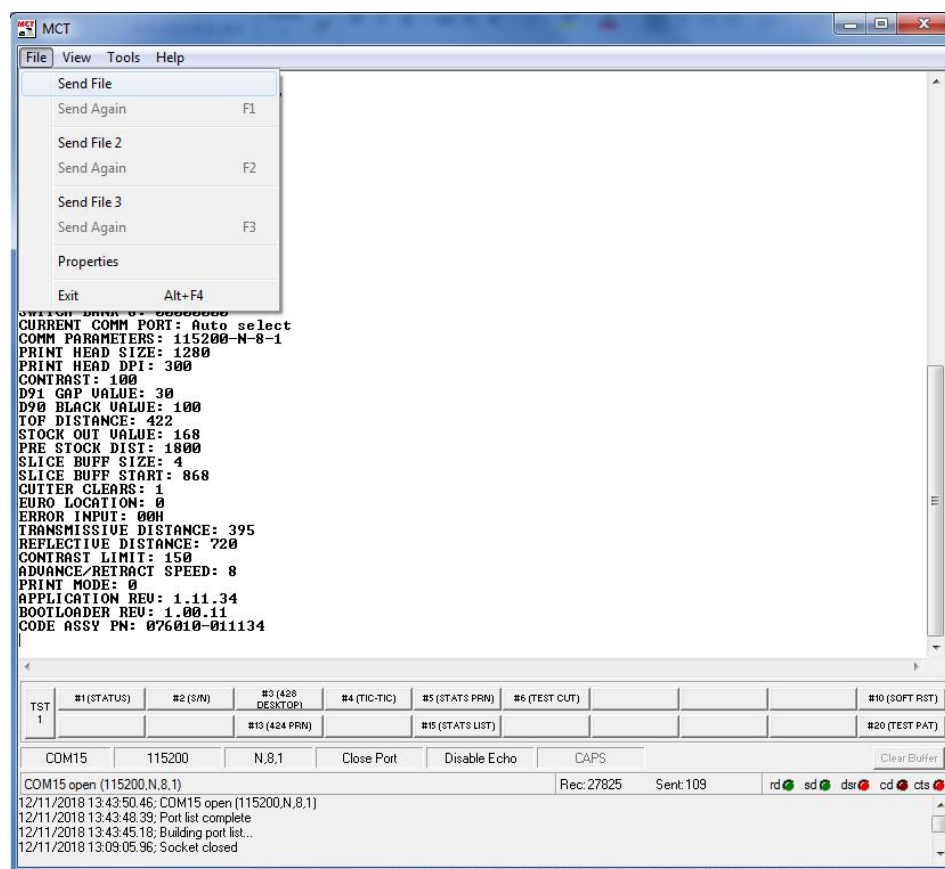 MCT
File View Tools Help
Send File
Send Again F1
Send File 2
Send Again F2
Send File 3
Send Again F3
Properties
Exit Alt+F4
CURRENT COMM PORT: Auto select
COMM PARAMETERS: 115200-N-8-1
PRINT HEAD SIZE: 1280
PRINT HEAD DPI: 300
CONTRAST: 100
D91 GAP VALUE: 30
D90 BLACK VALUE: 100
TOF DISTANCE: 422
STOCK OUT VALUE: 168
PRE STOCK DIST: 1800
SLICE BUFF SIZE: 4
SLICE BUFF START: 868
CUTTER CLEARS: 1
EURO LOCATION: 0
ERROR INPUT: 00H
TRANSMISSIVE DISTANCE: 395
REFLECTIVE DISTANCE: 720
CONTRAST LIMIT: 150
ADVANCE/RETRACT SPEED: 8
PRINT MODE: 0
APPLICATION REV: 1.11.34
BOOTLOADER REV: 1.00.11
CODE ASSY PN: 076010-011134
TST 1
#1(STATUS) #2 (S/N) #3 (428 DESKTOP) #4 (TIC-TIC) #5 (STATS PRN) #6 (TEST CUT) #10 (SOFT RST)
#13 (424 PRN) #15 (STATS LIST) #20 (TEST PAT)
COM15 115200 N,8,1 Close Port Disable Echo CAPS Clear Buffer
COM15 open (115200,N,8,1) Rec: 27825 Sent: 109 rd sd dsr cd cts
12/11/2018 13:43:50.46; COM15 open (115200,N,8,1)
12/11/2018 13:43:48.39; Port list complete
12/11/2018 13:43:45.18; Building port list...
12/11/2018 13:09:05.96; Socket closed